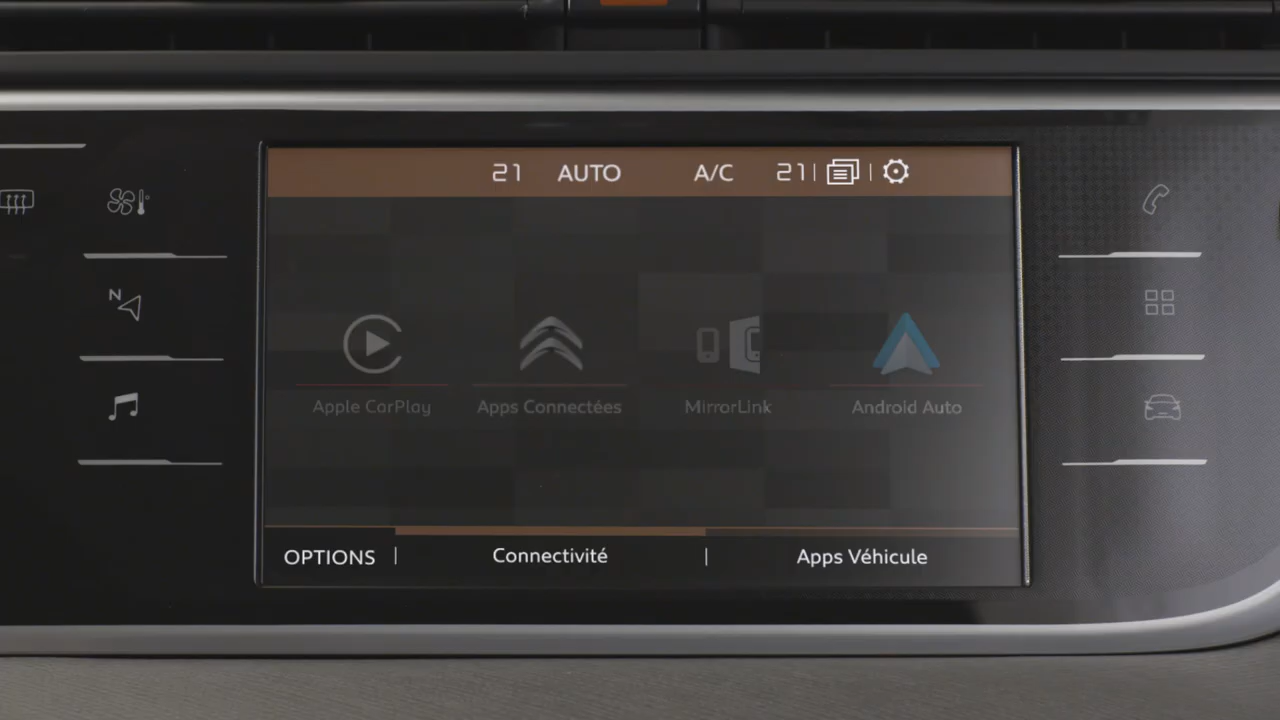 21 AUTO A/C 21
N
Apple CarPlay Apps Connectées MirrorLink Android Auto
OPTIONS | Connectivité | Apps Véhicule